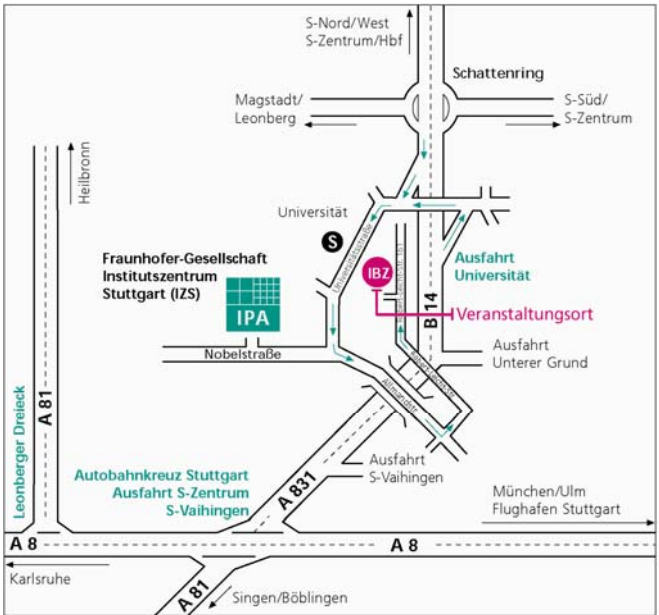 S-Nord/West
S-Zentrum/Hbf
Schattenring
Magstadt/
Leonberg
S-Süd/
S-Zentrum
Heilbronn
Universität
S
Universitätsstraße
Fraunhofer-Gesellschaft
Institutszentrum
Stuttgart (IZS)
IPA
IBZ
Ausfahrt
Universität
B 14
Veranstaltungsort
Nobelstraße
Ausfahrt
Unterer Grund
Allmandstr.
Leonberger Dreieck
A 81
Autobahnkreuz Stuttgart
Ausfahrt S-Zentrum
S-Vaihingen
A 831
Ausfahrt
S-Vaihingen
München/Ulm
Flughafen Stuttgart
A 8
A 8
Karlsruhe
A 81
Singen/Böblingen